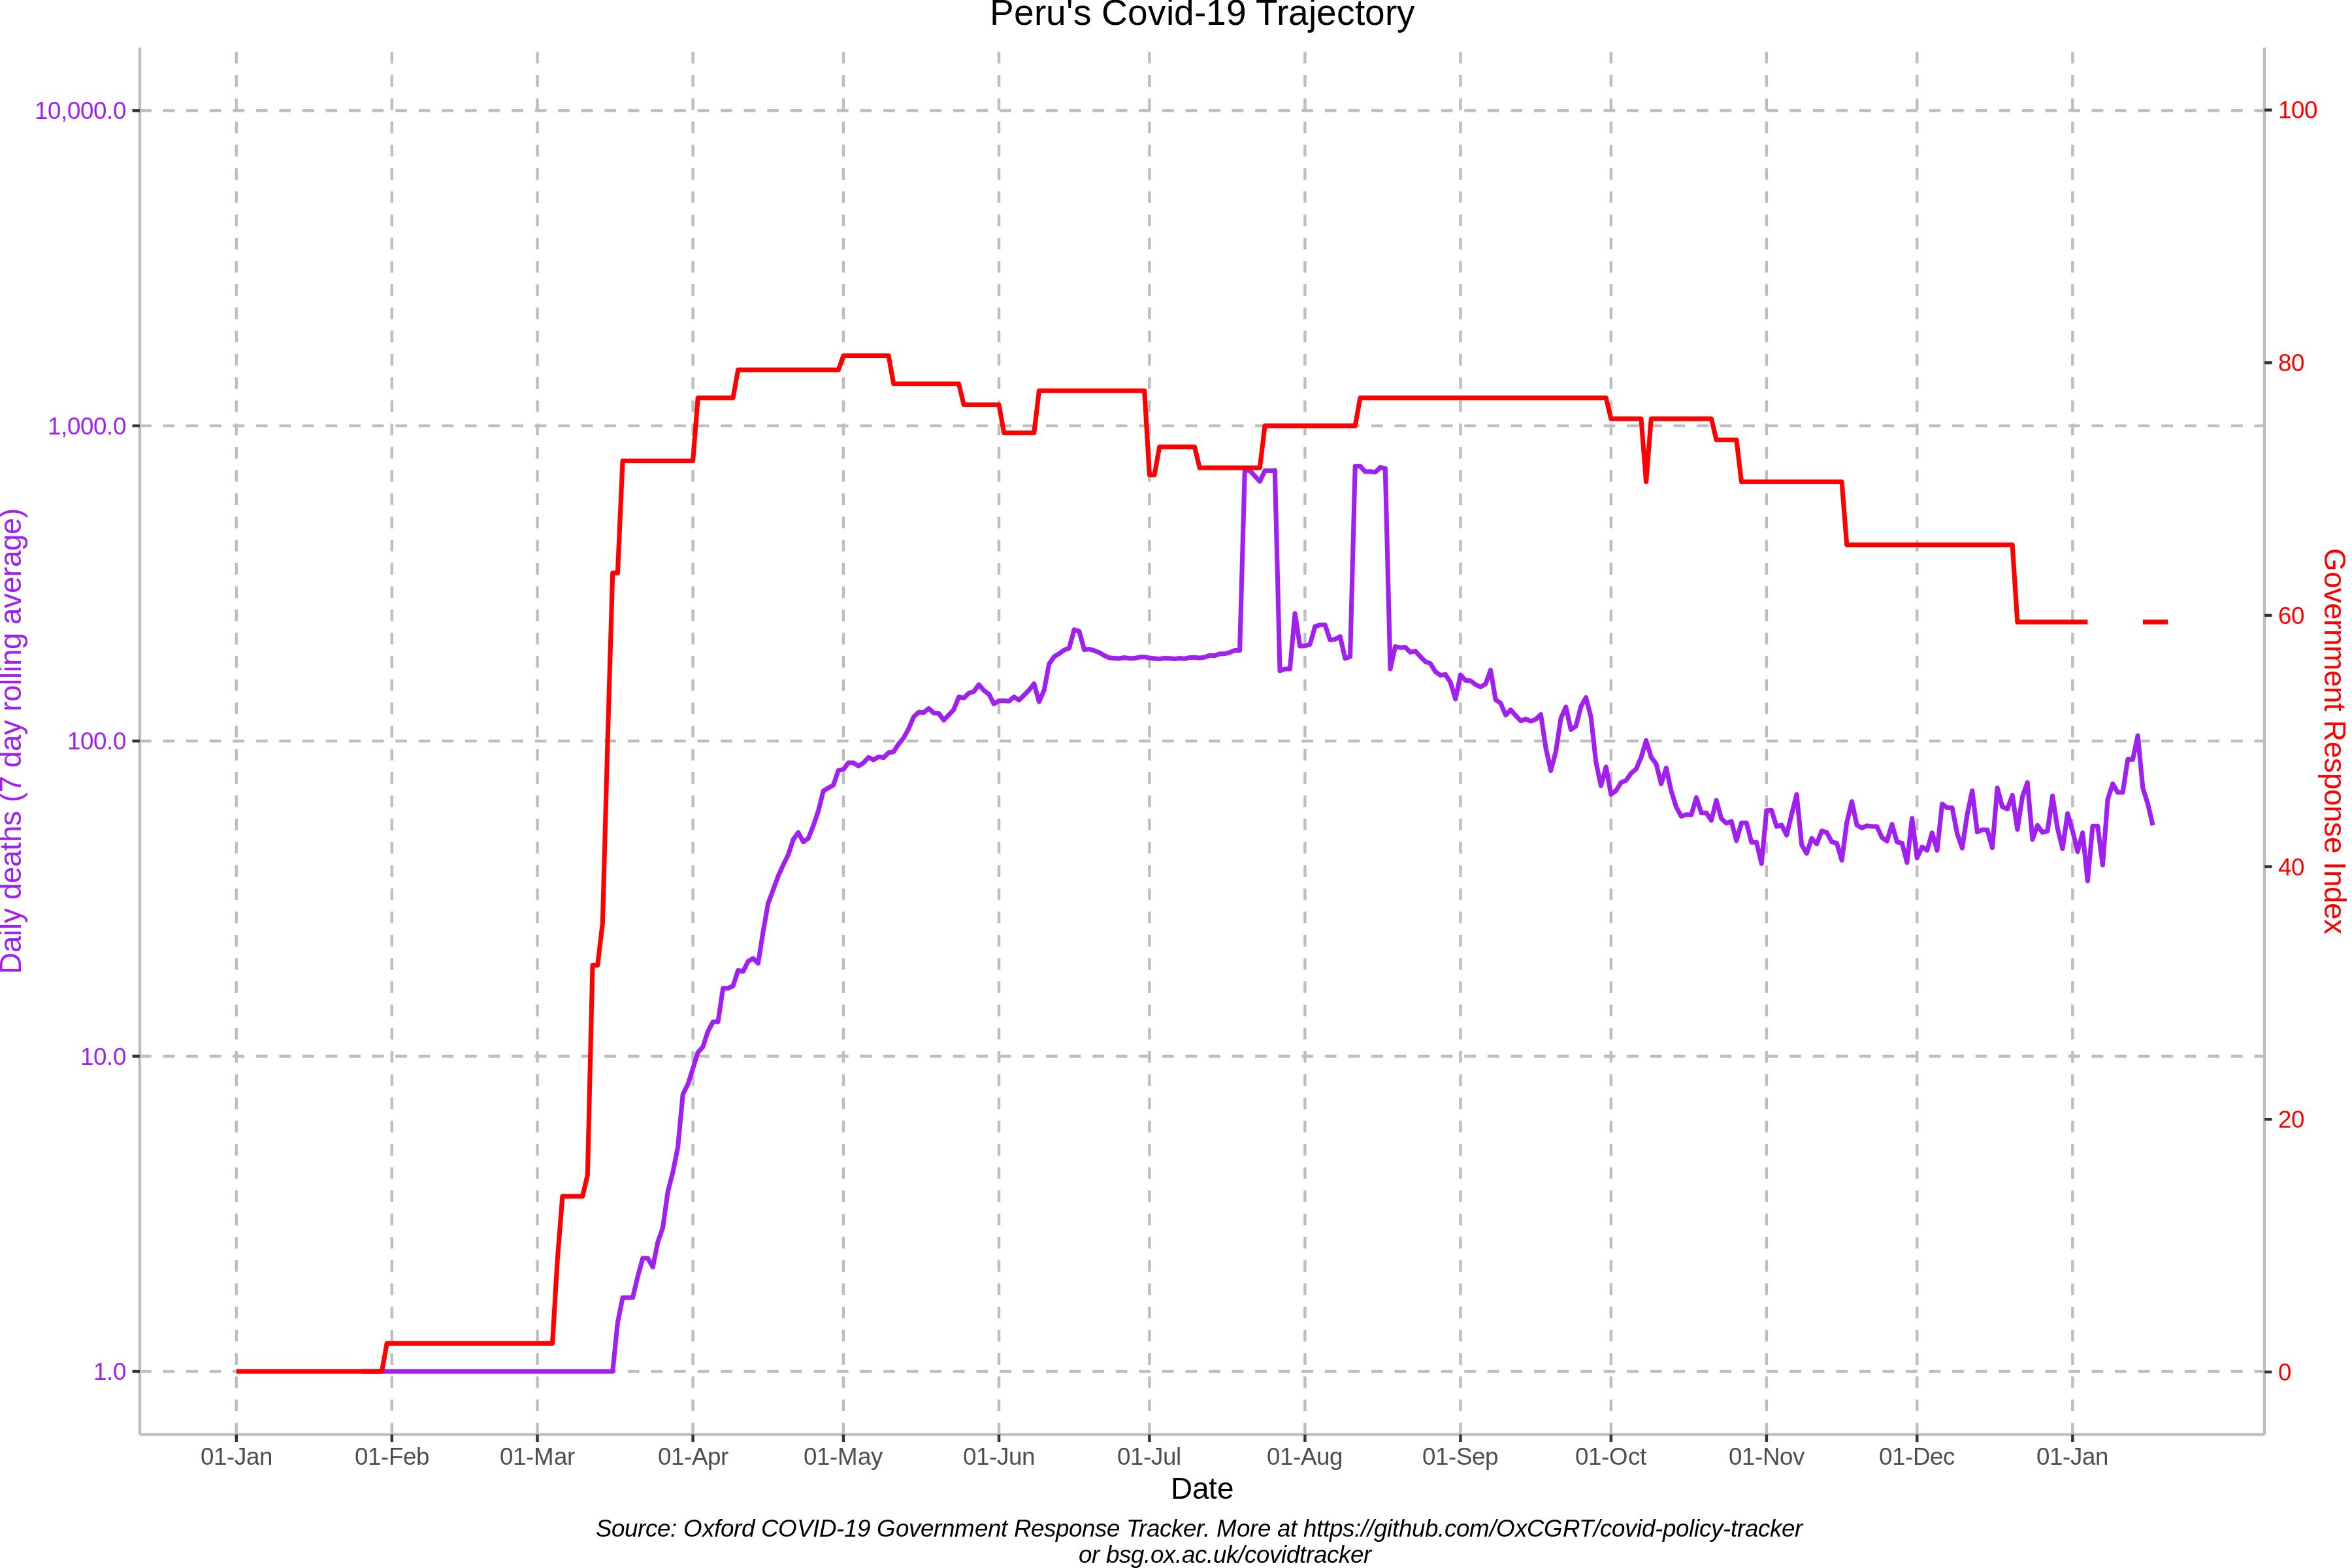 Peru's Covid-19 Trajectory
10,000.0
1,000.0
100.0
10.0
1.0
Daily deaths (7 day rolling average)
100
80
60
40
20
0
Government Response Index
01-Jan 01-Feb 01-Mar 01-Apr 01-May 01-Jun 01-Jul 01-Aug 01-Sep 01-Oct 01-Nov 01-Dec 01-Jan
Date
Source: Oxford COVID-19 Government Response Tracker. More at https://github.com/OxCGRT/covid-policy-tracker
or bsg.ox.ac.uk/covidtracker